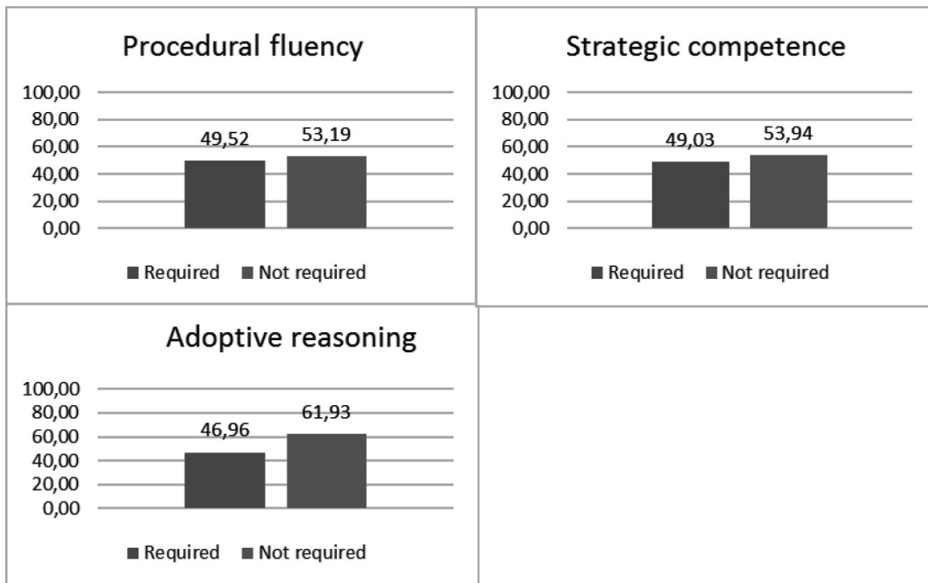 Procedural fluency
100,00
80,00
60,00
40,00
20,00
0,00
49,52
53,19
Required
Not required
Strategic competence
100,00
80,00
60,00
40,00
20,00
0,00
49,03
53,94
Required
Not required
Adoptive reasoning
100,00
80,00
60,00
40,00
20,00
0,00
46,96
61,93
Required
Not required